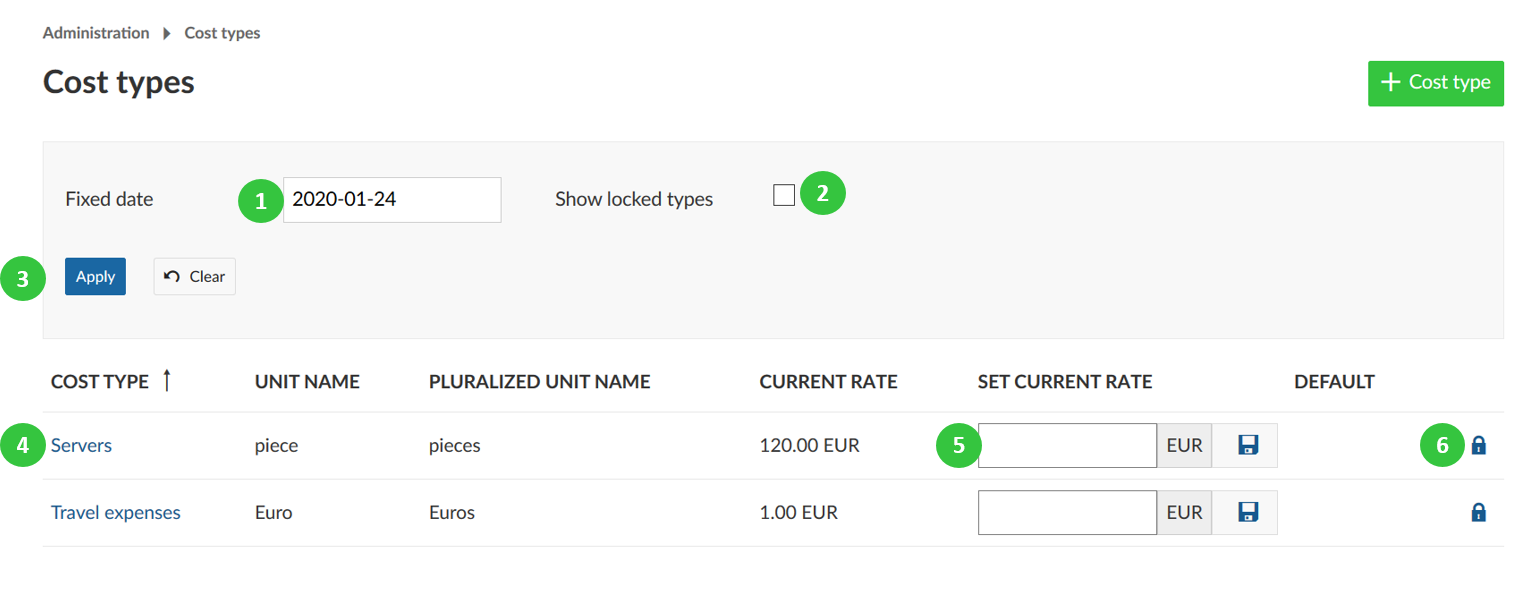 Administration Cost types
Cost types
+ Cost type
Fixed date 1 2020-01-24 Show locked types 2
3 Apply Clear
COST TYPE ↑ UNIT NAME PLURALIZED UNIT NAME CURRENT RATE SET CURRENT RATE DEFAULT
4 Servers piece pieces 120.00 EUR 5 EUR 6
Travel expenses Euro Euros 1.00 EUR EUR